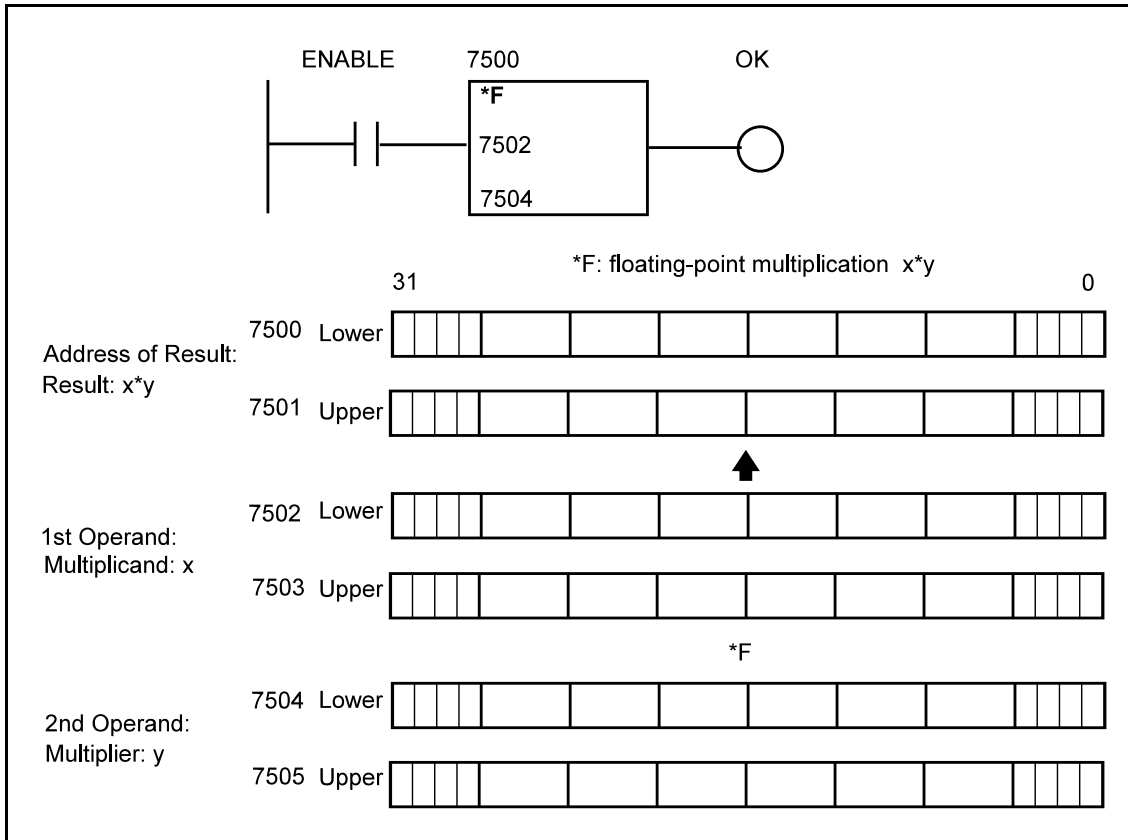 ENABLE 7500 OK
*F
7502
7504
*F: floating-point multiplication x*y
31 0
7500 Lower
Address of Result:
Result: x*y
7501 Upper
7502 Lower
1st Operand:
Multiplicand: x
7503 Upper
*F
7504 Lower
2nd Operand:
Multiplier: y
7505 Upper